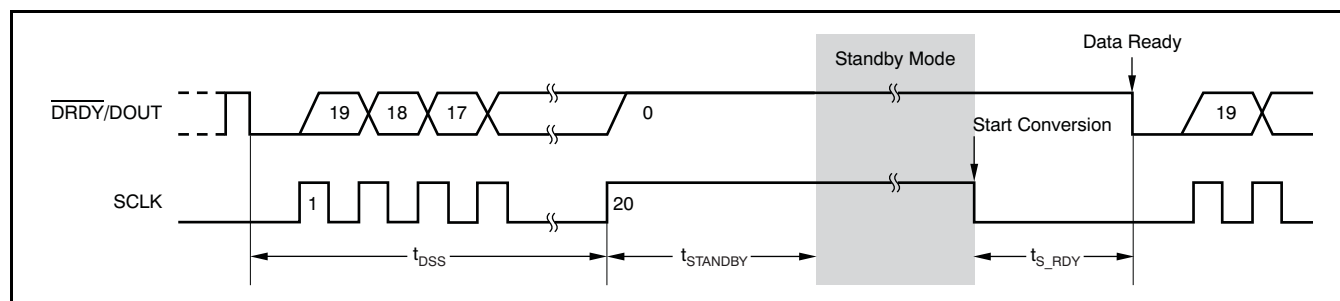 Data Ready
Standby Mode
DRDY/DOUT
19 18 17 0 19
Start Conversion
SCLK
1 20
tDSS tSTANDBY tS_RDY